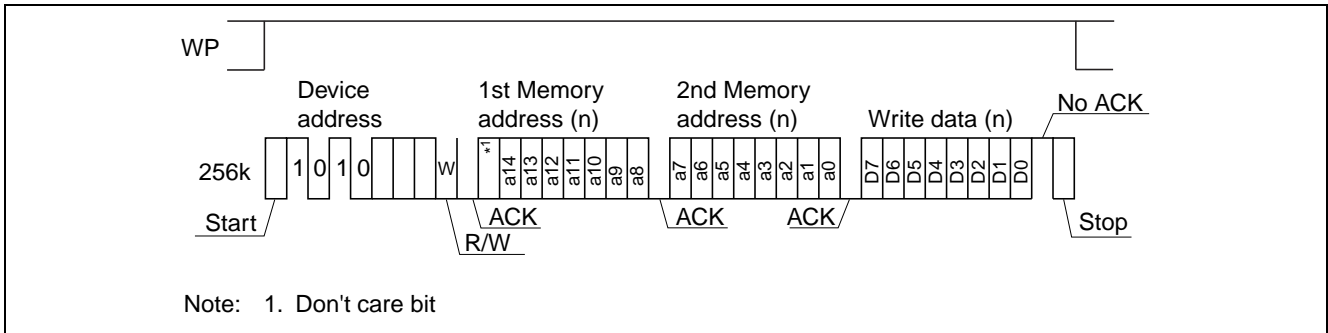 WP
Device
address
1st Memory
address (n)
2nd Memory
address (n)
Write data (n)
No ACK
256k
1 0 1 0 W
*1 a14 a13 a12 a11 a10 a9 a8
a7 a6 a5 a4 a3 a2 a1 a0
D7 D6 D5 D4 D3 D2 D1 D0
Start
R/W
ACK
ACK
ACK
Stop
Note: 1. Don't care bit